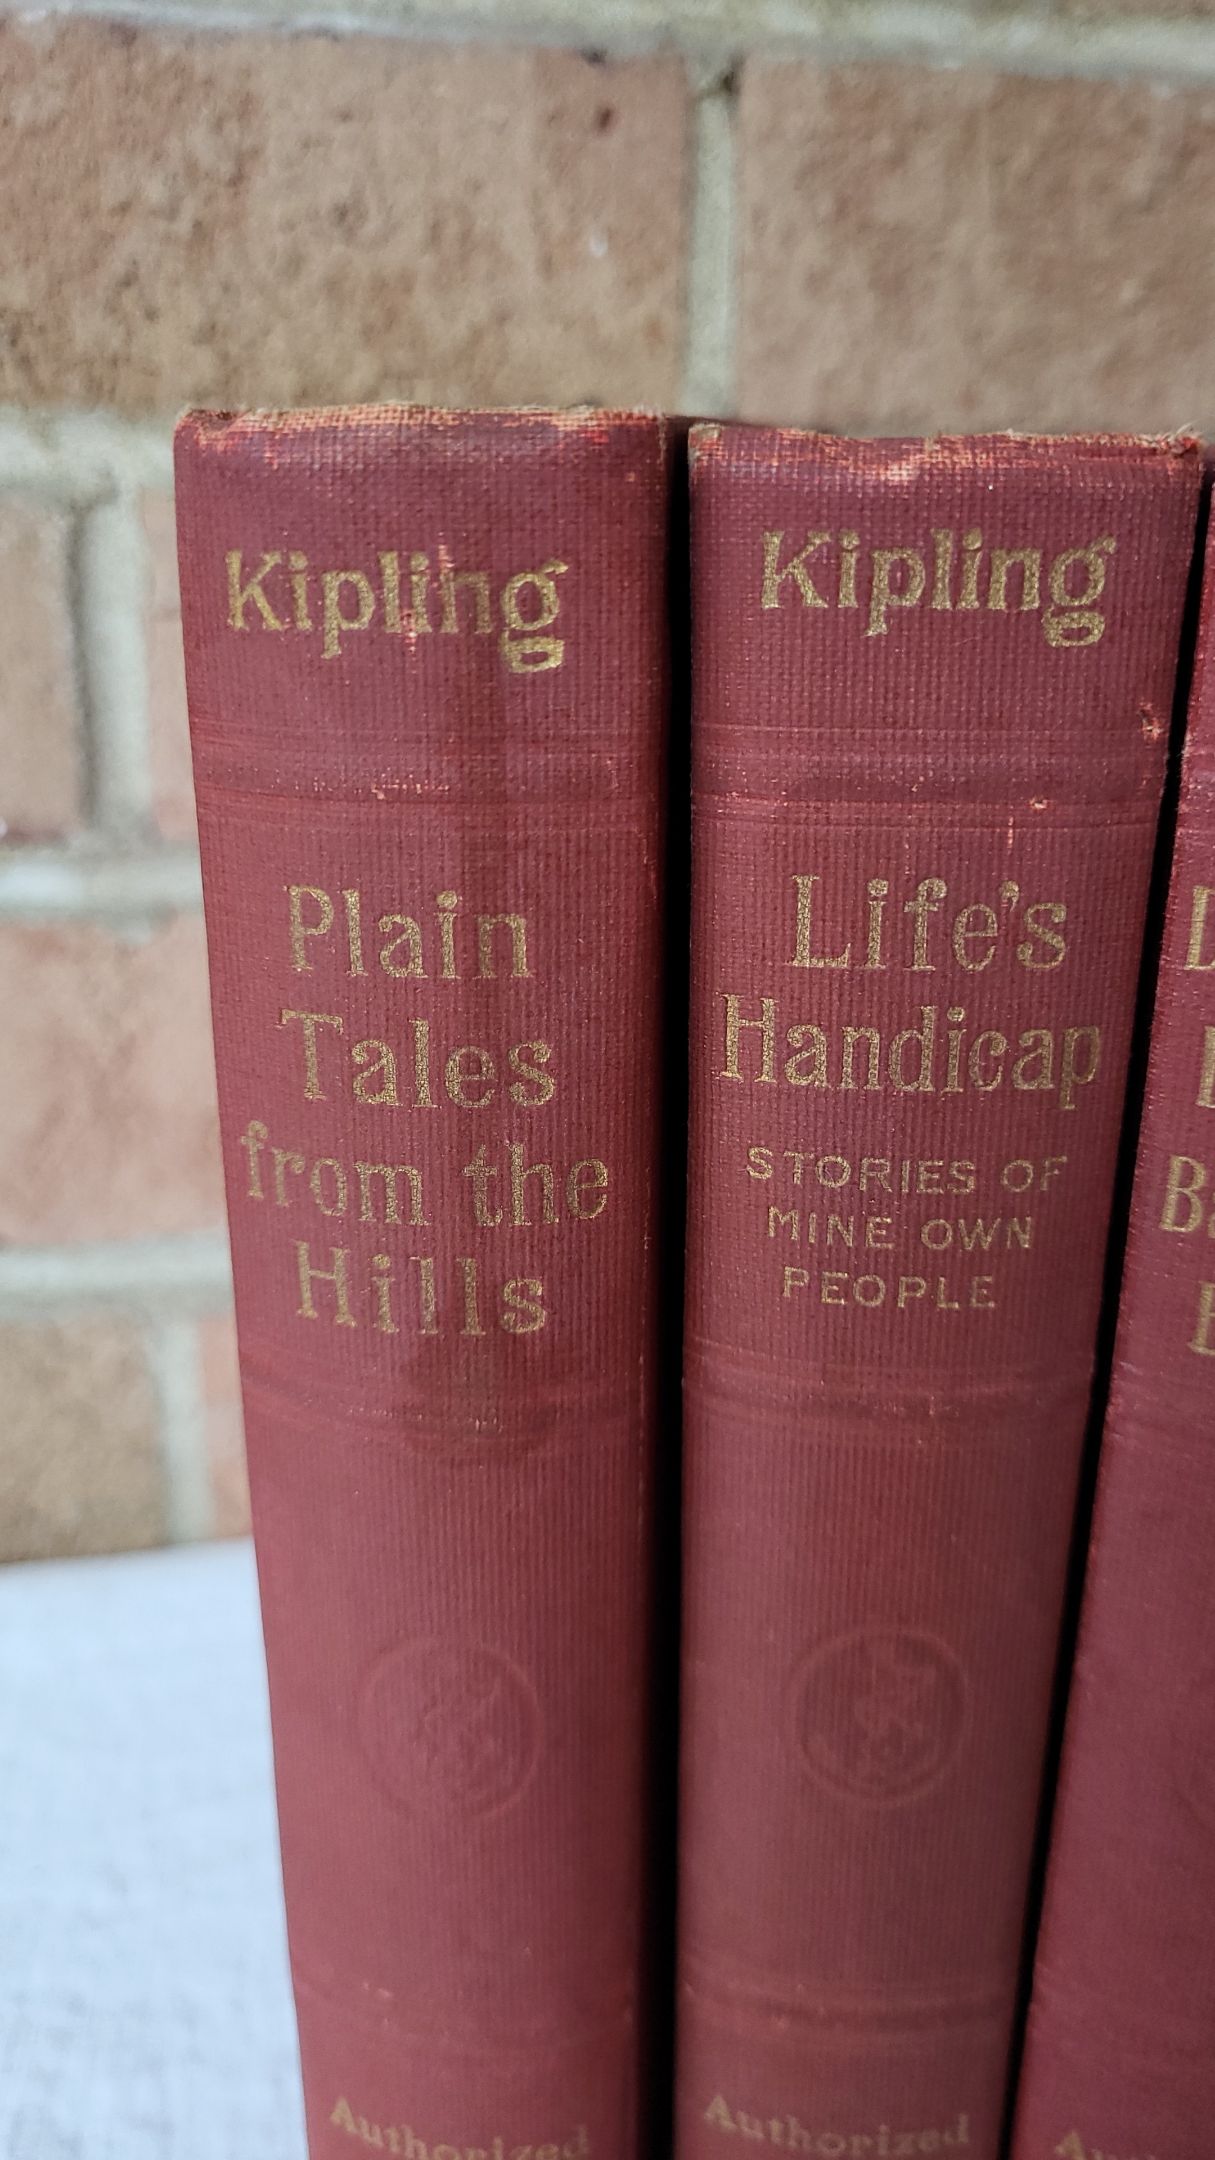 Kipling
Plain
Tales
from the
Hills
Authorized
Kipling
Life's
Handicap
STORIES OF
MINE OWN
PEOPLE
Authorized